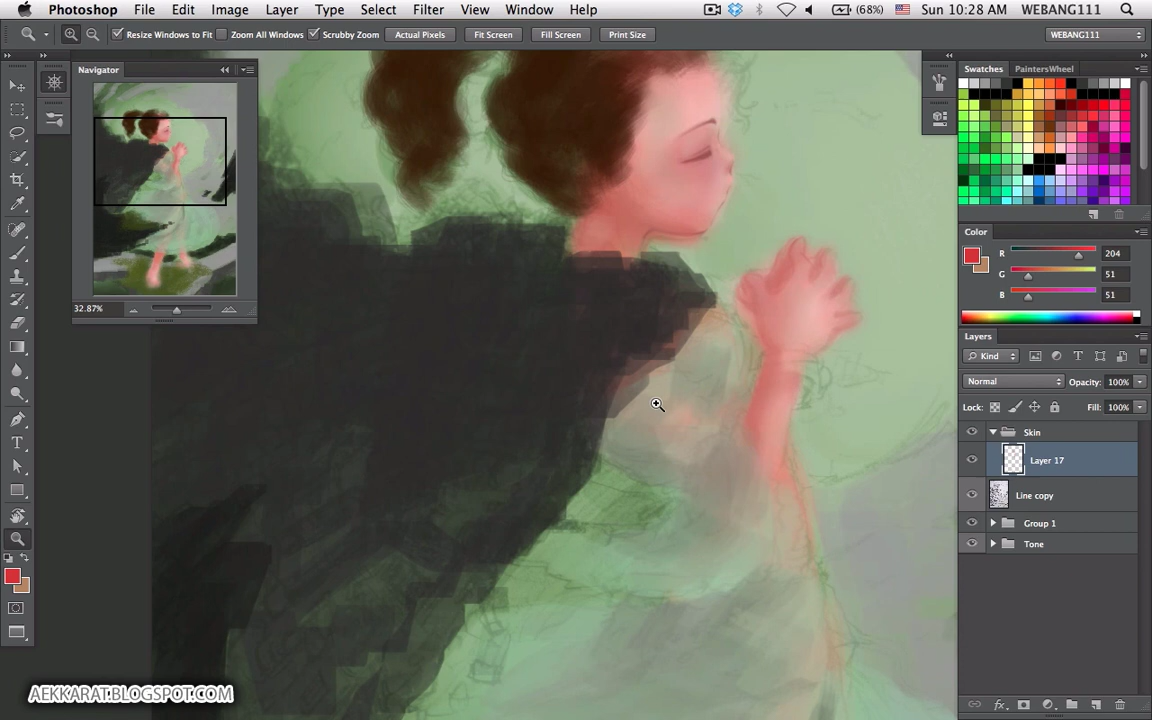 Photoshop File Edit Image Layer Type Select Filter View Window Help (68%) Sun 10:28 AM WEBANG111
Resize Windows to Fit Zoom All Windows Scrubby Zoom Actual Pixels Fit Screen Fill Screen Print Size WEBANG111
Navigator
32.87%
Swatches PaintersWheel
Color
R 204
G 51
B 51
Layers
Kind
Normal Opacity: 100%
Lock: Fill: 100%
Skin
Layer 17
Line copy
Group 1
Tone
AEKKARAT.BLOGSPOT.COM